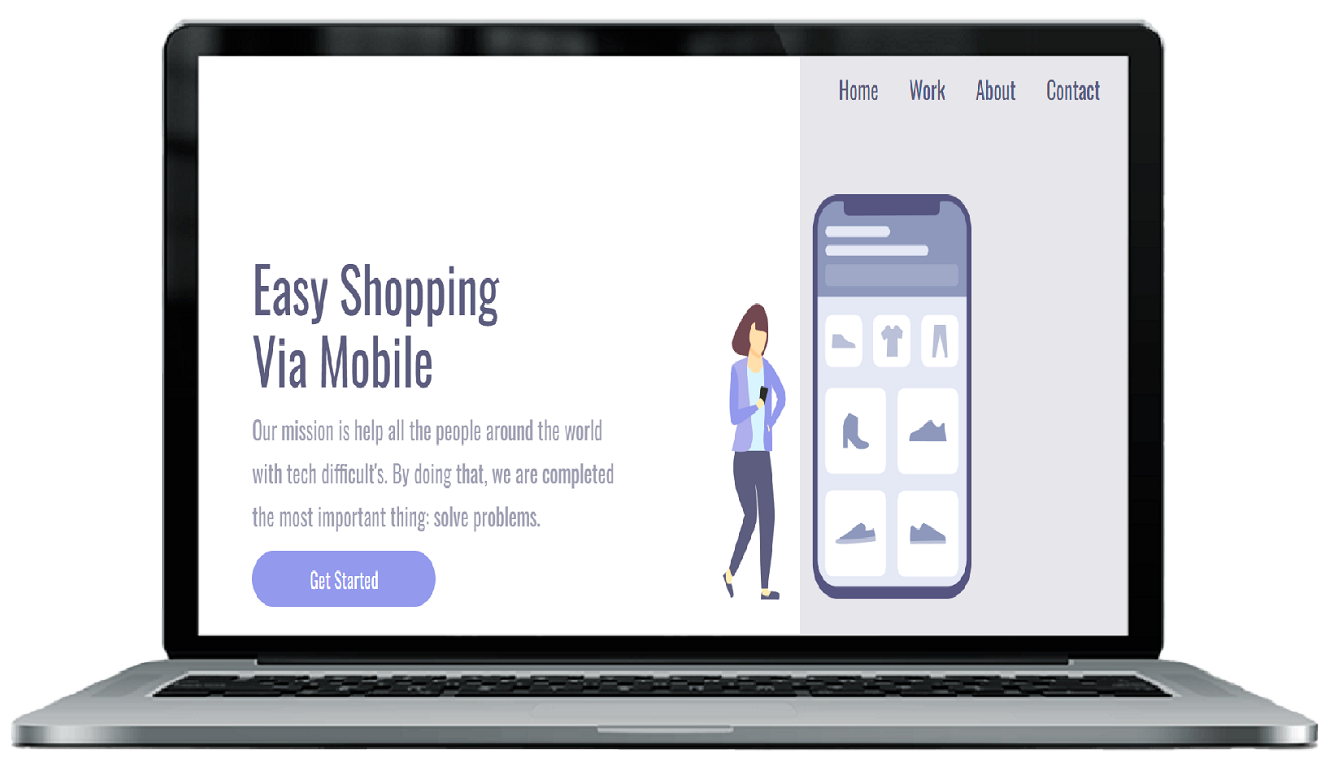 Home Work About Contact
Easy Shopping
Via Mobile
Our mission is help all the people around the world
with tech difficult's. By doing that, we are completed
the most important thing: solve problems.
Get Started